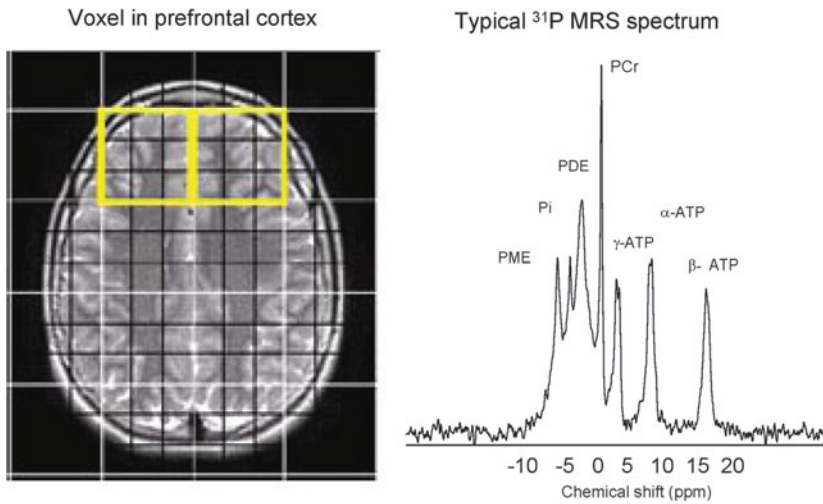 Voxel in prefrontal cortex
Typical ³¹P MRS spectrum
PCr
PDE
Pi
α-ATP
γ-ATP
PME
β- ATP
-10 -5 0 5 10 15 20
Chemical shift (ppm)